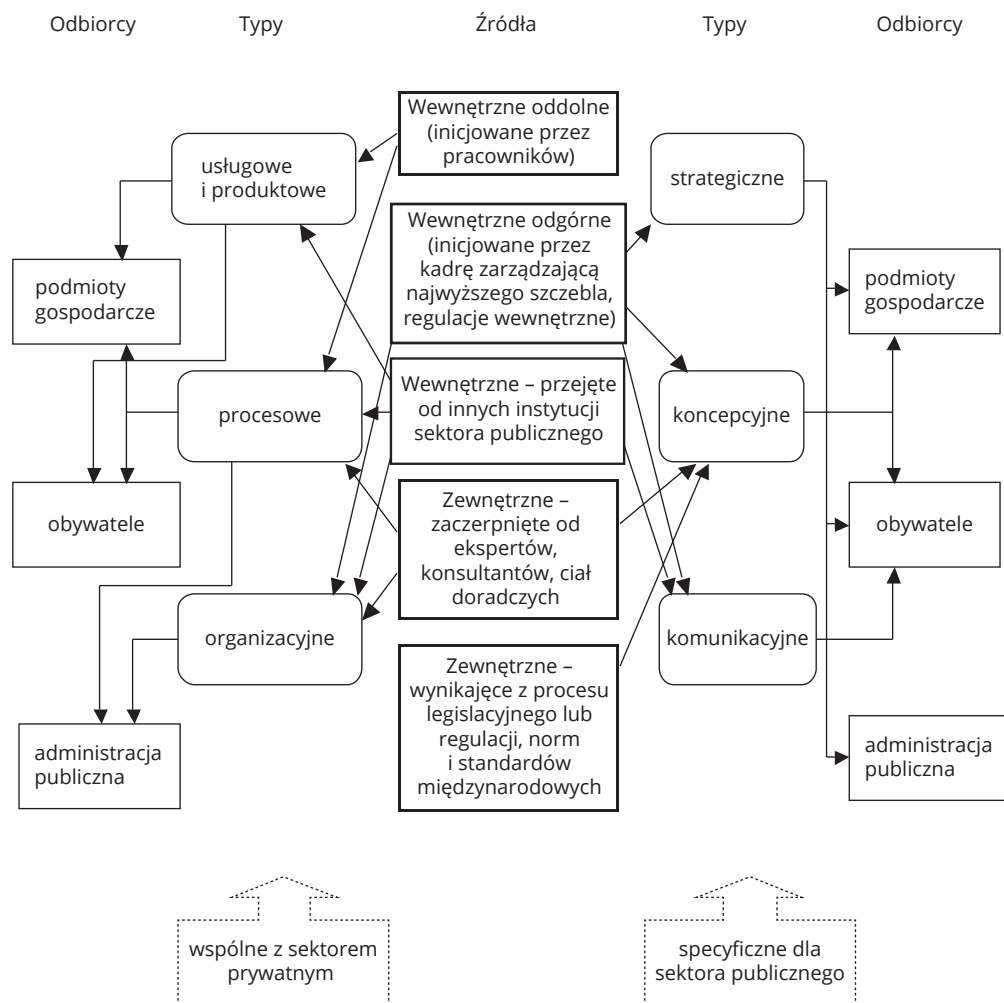 Odbiorcy Typy Źródła Typy Odbiorcy
Wewnętrzne oddolne
(inicjowane przez
pracowników)
usługowe
i produktowe
strategiczne
Wewnętrzne odgórne
(inicjowane przez
kadrę zarządzającą
najwyższego szczebla,
regulacje wewnętrzne)
podmioty
gospodarcze
podmioty
gospodarcze
Wewnętrzne – przejęte
od innych instytucji
sektora publicznego
procesowe
koncepcyjne
Zewnętrzne –
zaczerpnięte od
ekspertów,
konsultantów, ciał
doradczych
obywatele
obywatele
organizacyjne
komunikacyjne
Zewnętrzne –
wynikajęce z procesu
legislacyjnego lub
regulacji, norm
i standardów
międzynarodowych
administracja
publiczna
administracja
publiczna
wspólne z sektorem
prywatnym
specyficzne dla
sektora publicznego